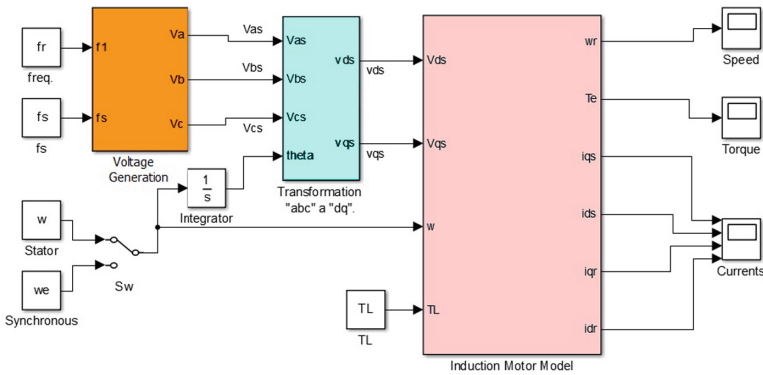 fr
freq.
fs
fs
f1
fs
Va
Vb
Vc
Voltage
Generation
Vas
Vbs
Vcs
Vas
Vbs
Vcs
theta
vds
vqs
Transformation
"abc" a "dq".
vds
vqs
1
s
Integrator
w
Stator
we
Synchronous
Sw
TL
TL
Vds
Vqs
w
TL
wr
Te
iqs
ids
iqr
idr
Induction Motor Model
Speed
Torque
Currents